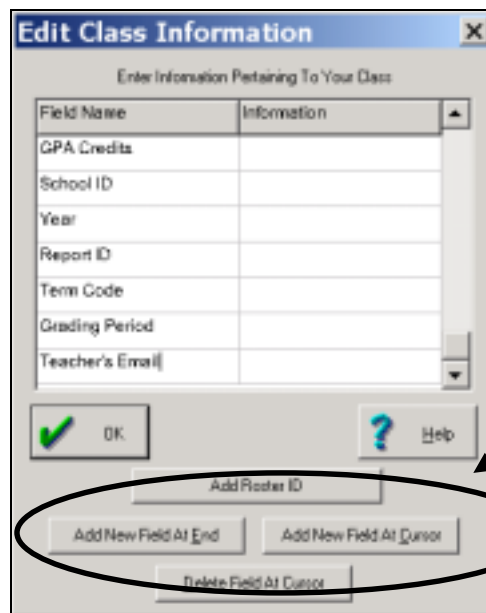 Edit Class Information
Enter Information Pertaining To Your Class
Field Name Information
GPA Credits
School ID
Year
Report ID
Term Code
Grading Period
Teacher's Email
OK Help
Add Roster ID
Add New Field At End Add New Field At Cursor
Delete Field At Cursor